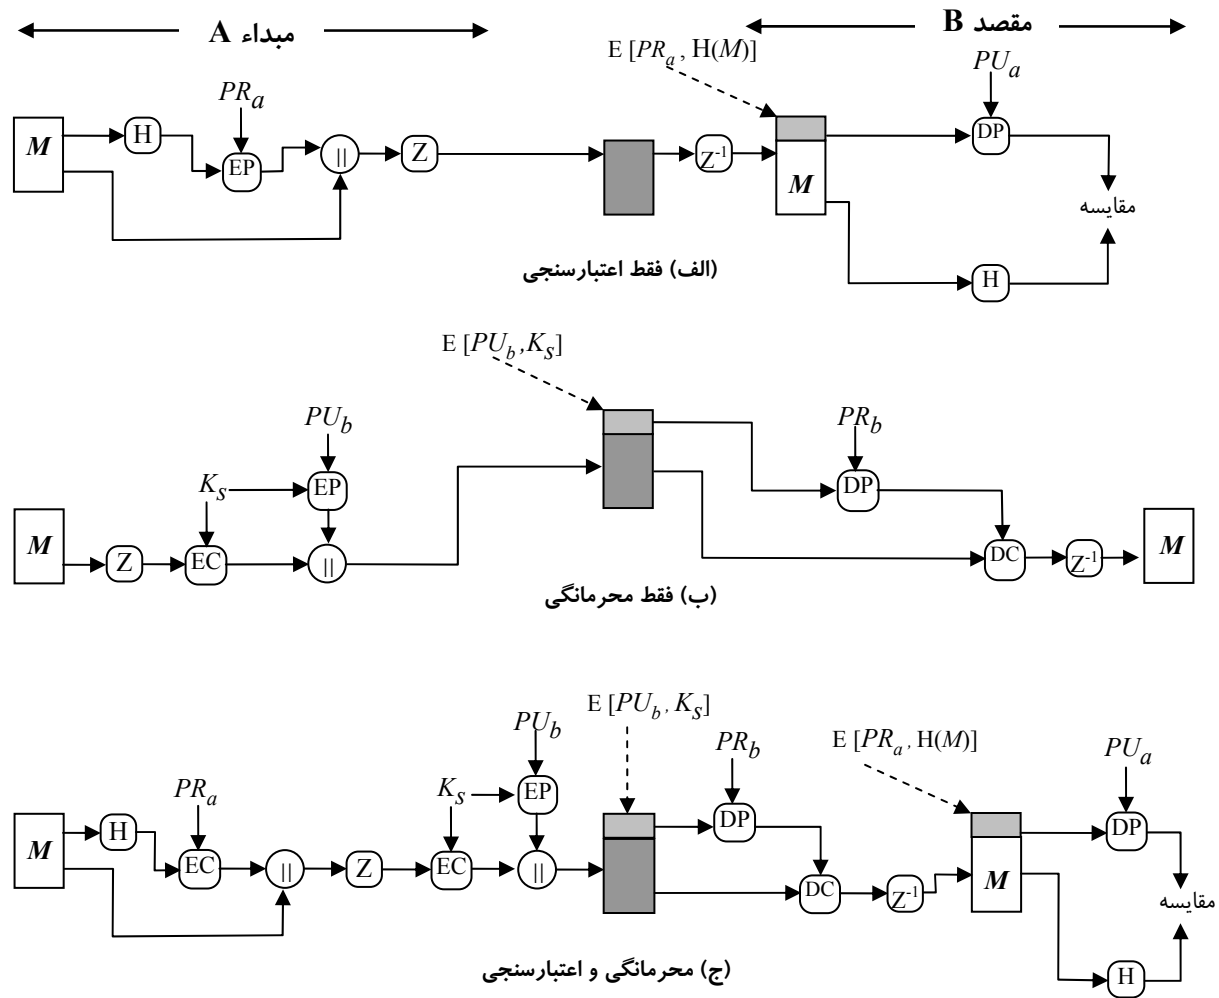 مبداء A
مقصد B
E [PRa , H(M)]
PUa
PRa
M
H
EP
||
Z
Z-1
M
DP
مقایسه
H
(الف) فقط اعتبارسنجی
E [PUb ,Ks]
PUb
PRb
Ks
EP
DP
M
Z
EC
||
DC
Z-1
M
(ب) فقط محرمانگی
E [PUb , Ks]
PUb
PRb
E [PRa , H(M)]
PUa
PRa
Ks
EP
DP
DP
M
H
EC
||
Z
EC
||
DC
Z-1
M
مقایسه
H
(ج) محرمانگی و اعتبارسنجی